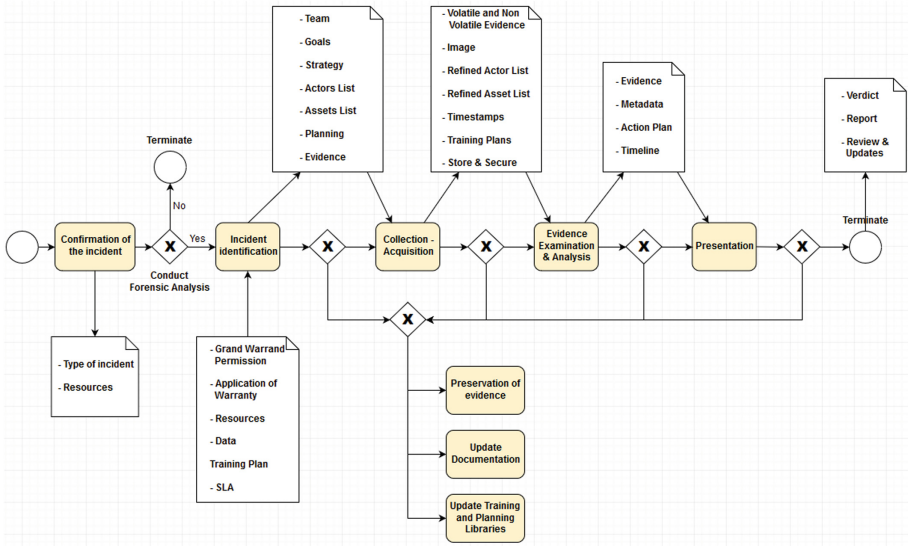 - Team
- Goals
- Strategy
- Actors List
- Assets List
- Planning
- Evidence
- Volatile and Non
Volatile Evidence
- Image
- Refined Actor List
- Refined Asset List
- Timestamps
- Training Plans
- Store & Secure
- Evidence
- Metadata
- Action Plan
- Timeline
- Verdict
- Report
- Review &
Updates
Terminate
No
Confirmation of
the incident
X
Yes
Conduct
Forensic Analysis
Incident
identification
X
Collection -
Acquisition
X
Evidence
Examination
& Analysis
X
Presentation
X
Terminate
X
- Type of incident
- Resources
- Grand Warrand
Permission
- Application of
Warranty
- Resources
- Data
Training Plan
- SLA
Preservation of
evidence
Update
Documentation
Update Training
and Planning
Libraries